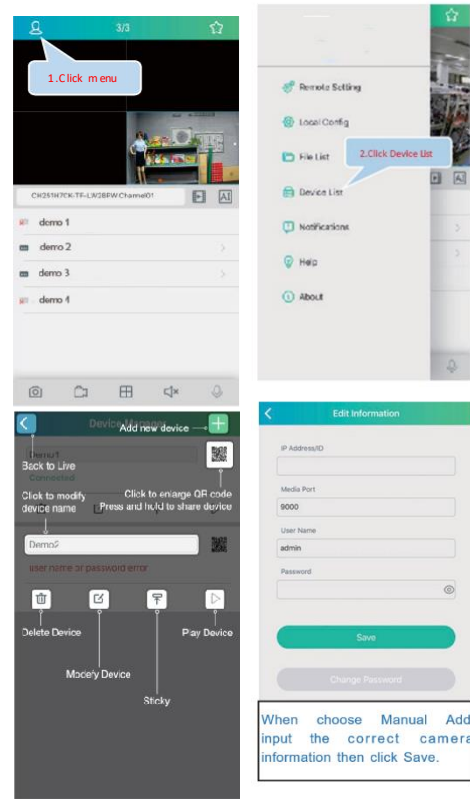 3/3
1.Click menu
CH251H7CK-TF-LW28FW Channel01
AI
demo 1
demo 2
demo 3
demo 4
Remote Setting
Local Config
File List
2.Click Device List
Device List
Notifications
Help
About
Device Manager
Add new device
Demo1
Back to Live
Connected
Click to modify
device name
Click to enlarge QR code
Press and hold to share device
Demo2
user name or password error
Delete Device
Play Device
Modefy Device
Sticky
Edit Information
IP Address/ID
Media Port
9000
User Name
admin
Password
Save
Change Password
When choose Manual Add
input the correct camera
information then click Save.